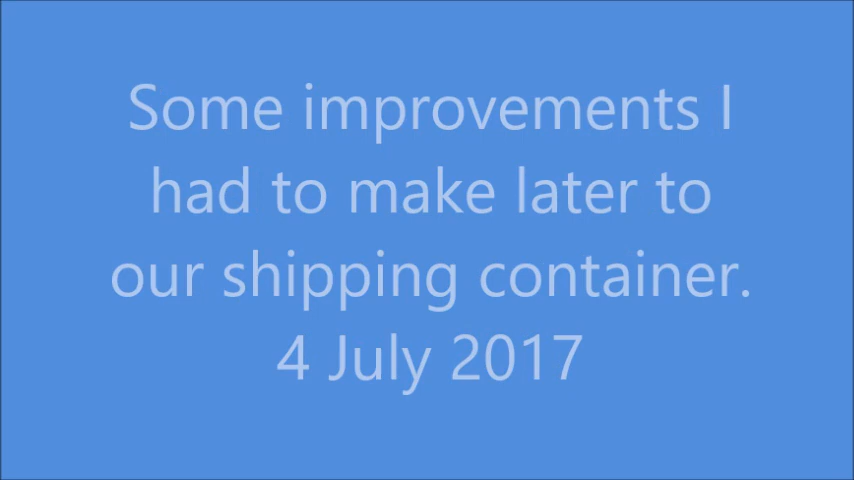 Some improvements I
had to make later to
our shipping container.
4 July 2017